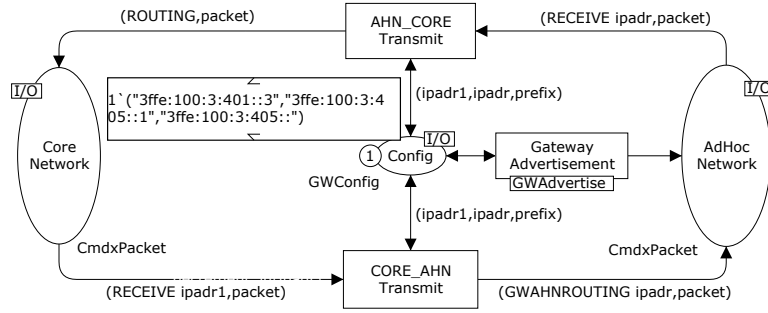 (ROUTING,packet)
AHN_CORE
Transmit
(RECEIVE ipadr,packet)
I/O
1`("3ffe:100:3:401::3","3ffe:100:3:4
05::1","3ffe:100:3:405::")
(ipadr1,ipadr,prefix)
I/O
Core
Network
1
Config
I/O
GWConfig
Gateway
Advertisement
GWAdvertise
AdHoc
Network
(ipadr1,ipadr,prefix)
CmdxPacket
CmdxPacket
CORE_AHN
Transmit
(RECEIVE ipadr1,packet)
(GWAHNROUTING ipadr,packet)